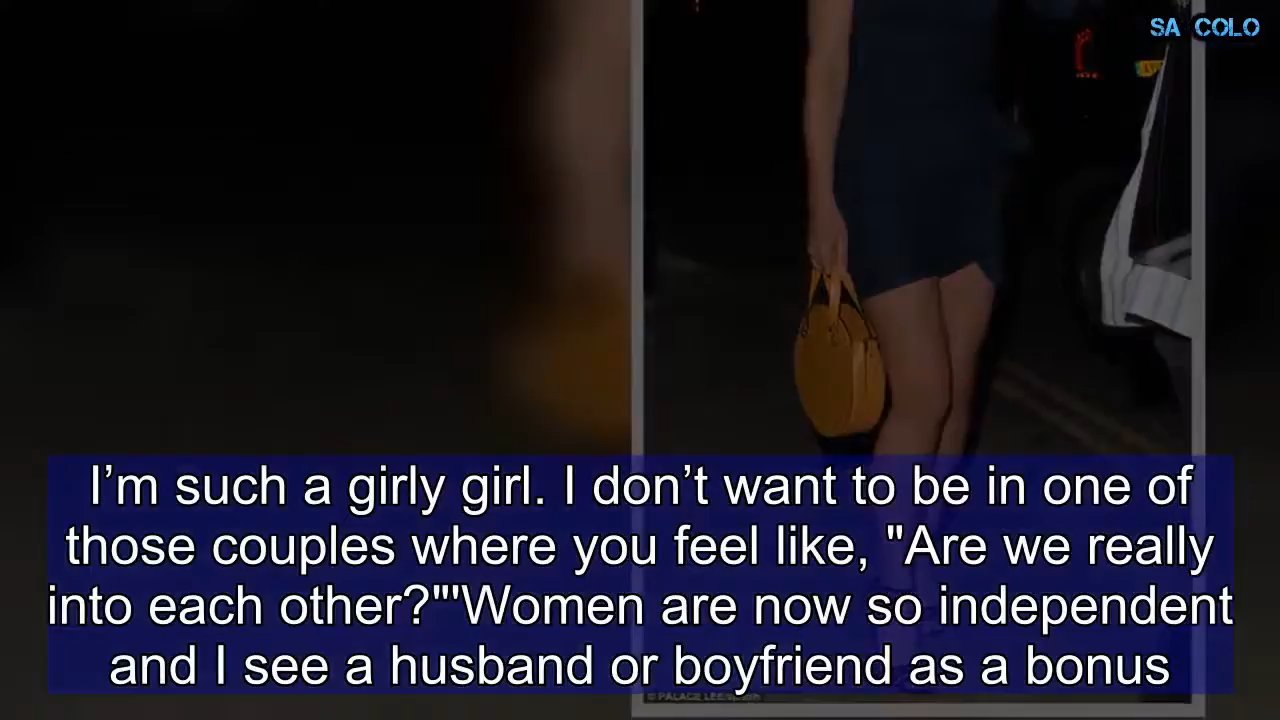 SA COLO
I’m such a girly girl. I don’t want to be in one of
those couples where you feel like, "Are we really
into each other?"'"Women are now so independent
and I see a husband or boyfriend as a bonus